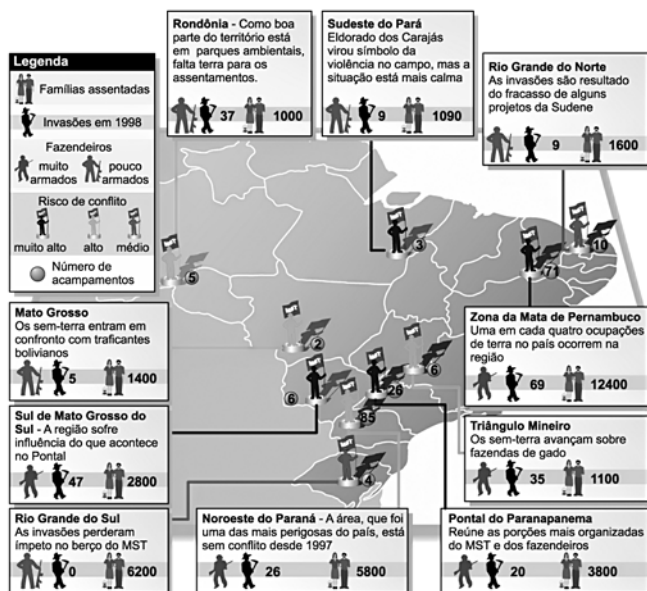 Rondônia - Como boa
parte do território está
em parques ambientais,
falta terra para os
assentamentos.
37 1000
Sudeste do Pará
Eldorado dos Carajás
virou símbolo da
violência no campo, mas a
situação está mais calma
9 1090
Rio Grande do Norte
As invasões são resultado
do fracasso de alguns
projetos da Sudene
9 1600
Legenda
Famílias assentadas
Invasões em 1998
Fazendeiros
muito armados
pouco armados
Risco de conflito
muito alto alto médio
Número de
acampamentos
5
3
10
71
2
6
6
26
85
4
Mato Grosso
Os sem-terra entram em
confronto com traficantes
bolivianos
5 1400
Zona da Mata de Pernambuco
Uma em cada quatro ocupações
de terra no país ocorrem na
região
69 12400
Sul de Mato Grosso do
Sul - A região sofre
influência do que acontece
no Pontal
47 2800
Triângulo Mineiro
Os sem-terra avançam sobre
fazendas de gado
35 1100
Rio Grande do Sul
As invasões perderam
ímpeto no berço do MST
0 6200
Noroeste do Paraná - A área, que foi
uma das mais perigosas do país, está
sem conflito desde 1997
26 5800
Pontal do Paranapanema
Reúne as porções mais organizadas
do MST e dos fazendeiros
20 3800